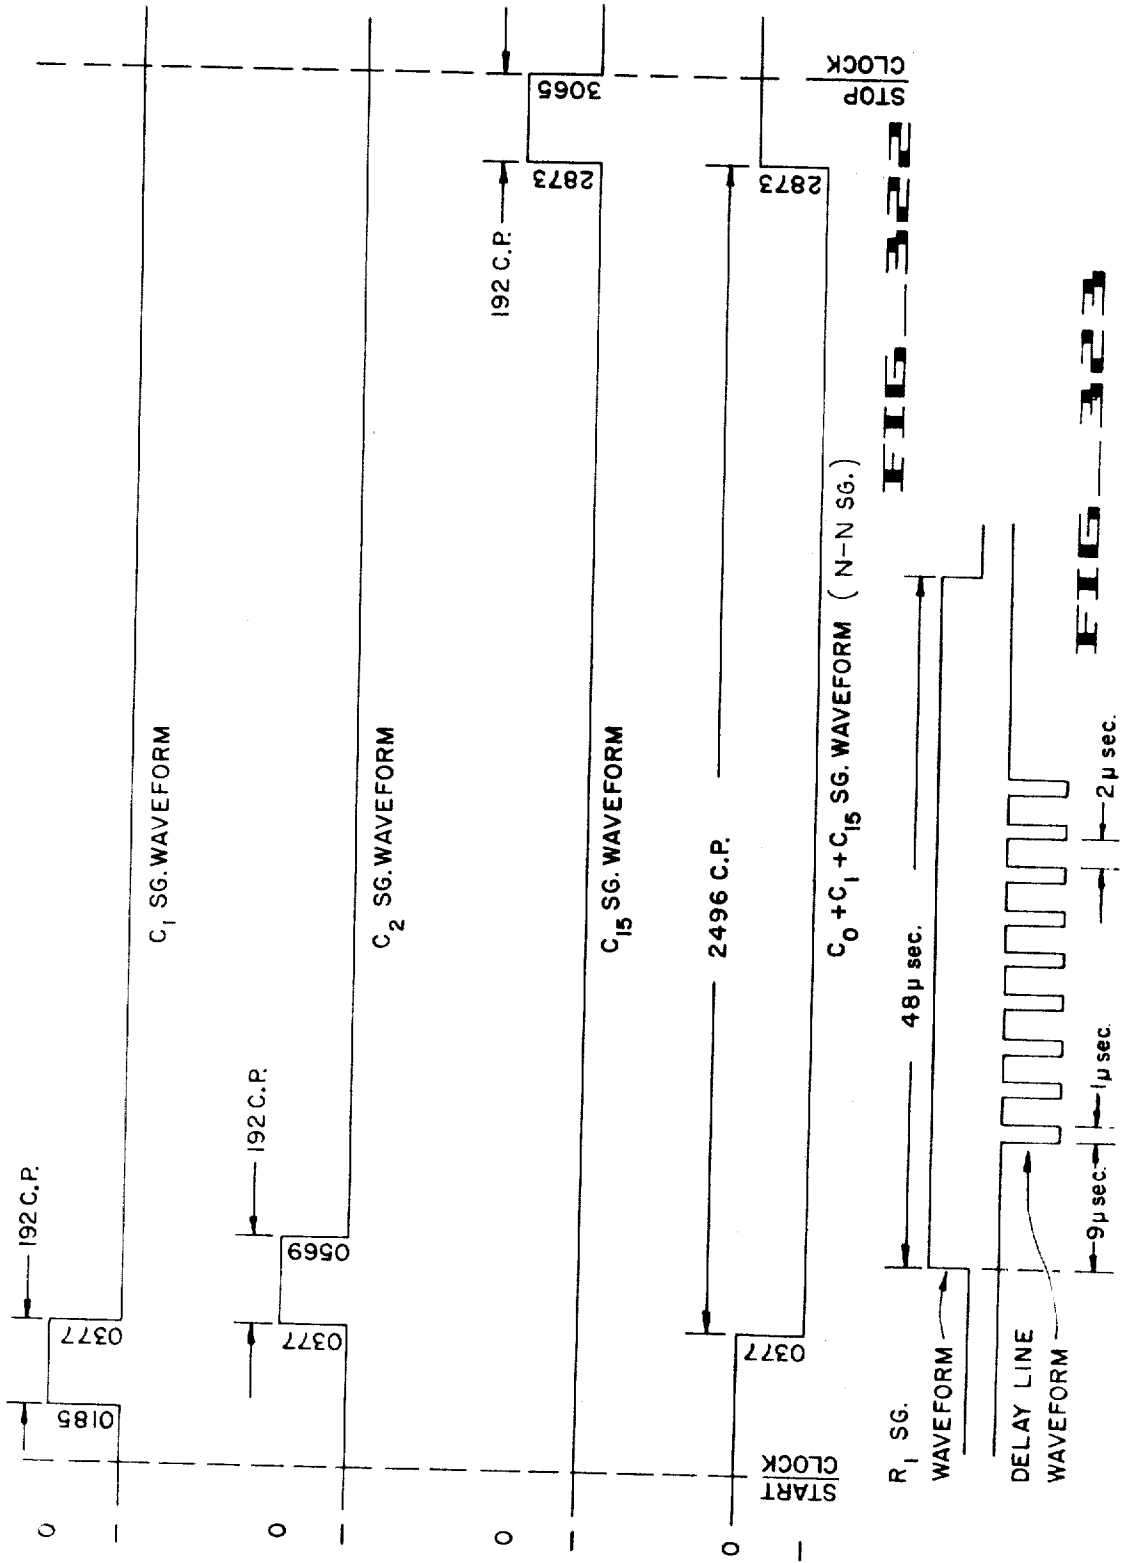 192 C.P.
0185
0377
0
1
C1 SG. WAVEFORM
192 C.P.
0377
0569
0
1
C2 SG. WAVEFORM
192 C.P.
2873
3065
0
1
C15 SG. WAVEFORM
2496 C.P.
0377
2873
0
1
START
CLOCK
STOP
CLOCK
C0 + C1 + C15 SG. WAVEFORM ( N-N SG.)
FIG - 322
R1 SG.
WAVEFORM
48μ sec.
DELAY LINE
WAVEFORM
9μ sec.
1μ sec.
2μ sec.
FIG - 323